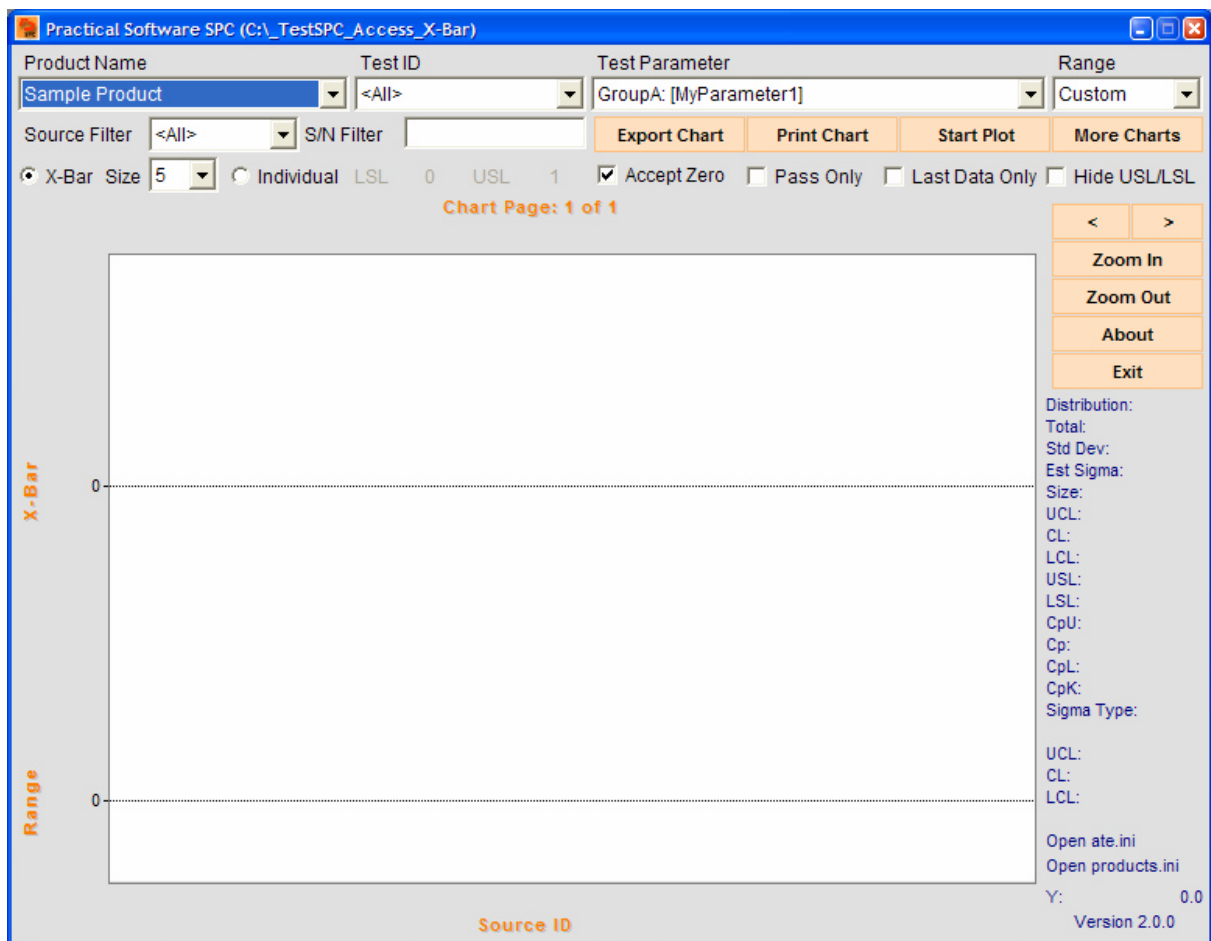 Practical Software SPC (C:\_TestSPC_Access_X-Bar)
Product Name Test ID Test Parameter Range
Sample Product <All> GroupA: [MyParameter1] Custom
Source Filter <All> S/N Filter Export Chart Print Chart Start Plot More Charts
X-Bar Size 5 Individual LSL 0 USL 1 Accept Zero Pass Only Last Data Only Hide USL/LSL
Chart Page: 1 of 1
< >
Zoom In
Zoom Out
About
Exit
Distribution:
Total:
Std Dev:
Est Sigma:
Size:
UCL:
CL:
LCL:
USL:
LSL:
CpU:
Cp:
CpL:
CpK:
Sigma Type:
UCL:
CL:
LCL:
Open ate.ini
Open products.ini
Y: 0.0
Version 2.0.0
X-Bar
0
Range
0
Source ID